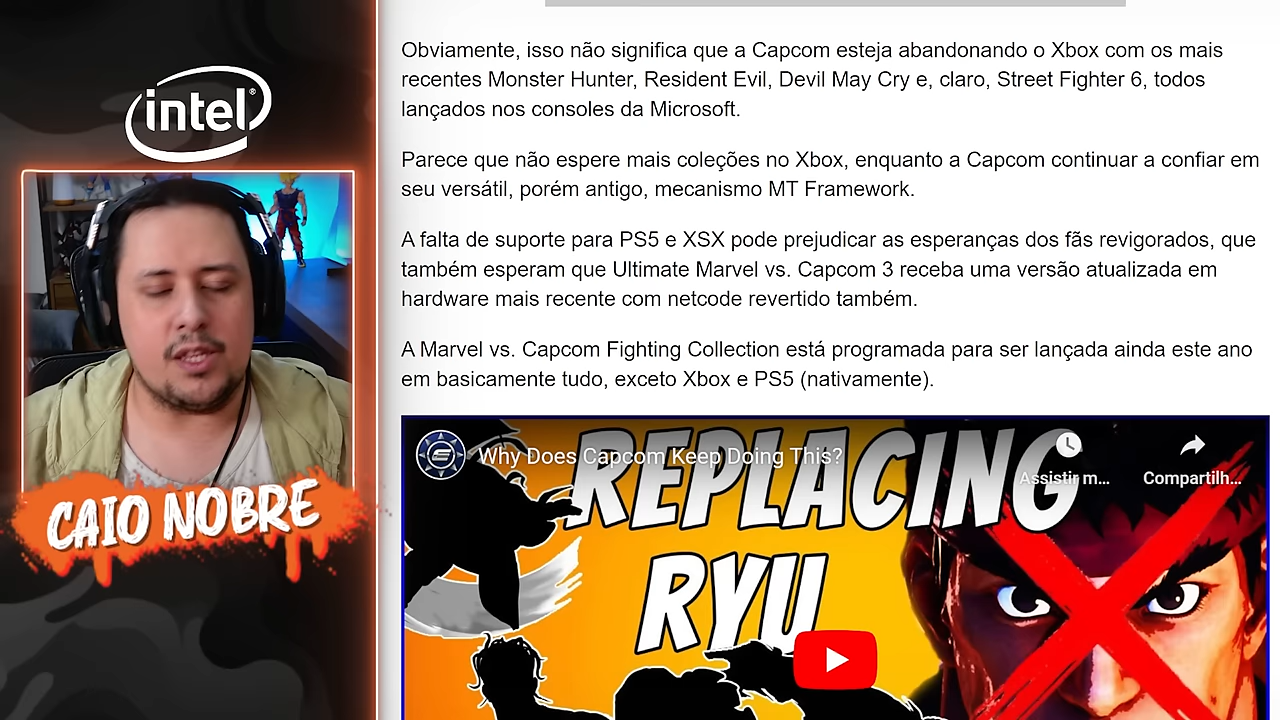 intel®
CAIO NOBRE
Obviamente, isso não significa que a Capcom esteja abandonando o Xbox com os mais
recentes Monster Hunter, Resident Evil, Devil May Cry e, claro, Street Fighter 6, todos
lançados nos consoles da Microsoft.
Parece que não espere mais coleções no Xbox, enquanto a Capcom continuar a confiar em
seu versátil, porém antigo, mecanismo MT Framework.
A falta de suporte para PS5 e XSX pode prejudicar as esperanças dos fãs revigorados, que
também esperam que Ultimate Marvel vs. Capcom 3 receba uma versão atualizada em
hardware mais recente com netcode revertido também.
A Marvel vs. Capcom Fighting Collection está programada para ser lançada ainda este ano
em basicamente tudo, exceto Xbox e PS5 (nativamente).
Why Does Capcom Keep Doing This?
Assistir m...
Compartilh...
REPLACING
RYU